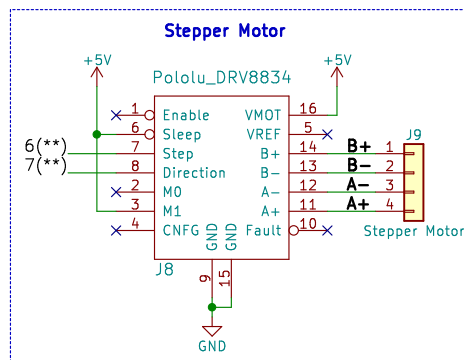 Stepper Motor
+5V
+5V
Pololu_DRV8834
1 Enable VMOT 16
6 Sleep VREF 5
6(**) 7 Step B+ 14 B+ 1 J9
7(**) 8 Direction B- 13 B- 2
2 M0 A- 12 A- 3
3 M1 A+ 11 A+ 4
4 CNFG GND GND Fault 10 Stepper Motor
J8
9 15
GND